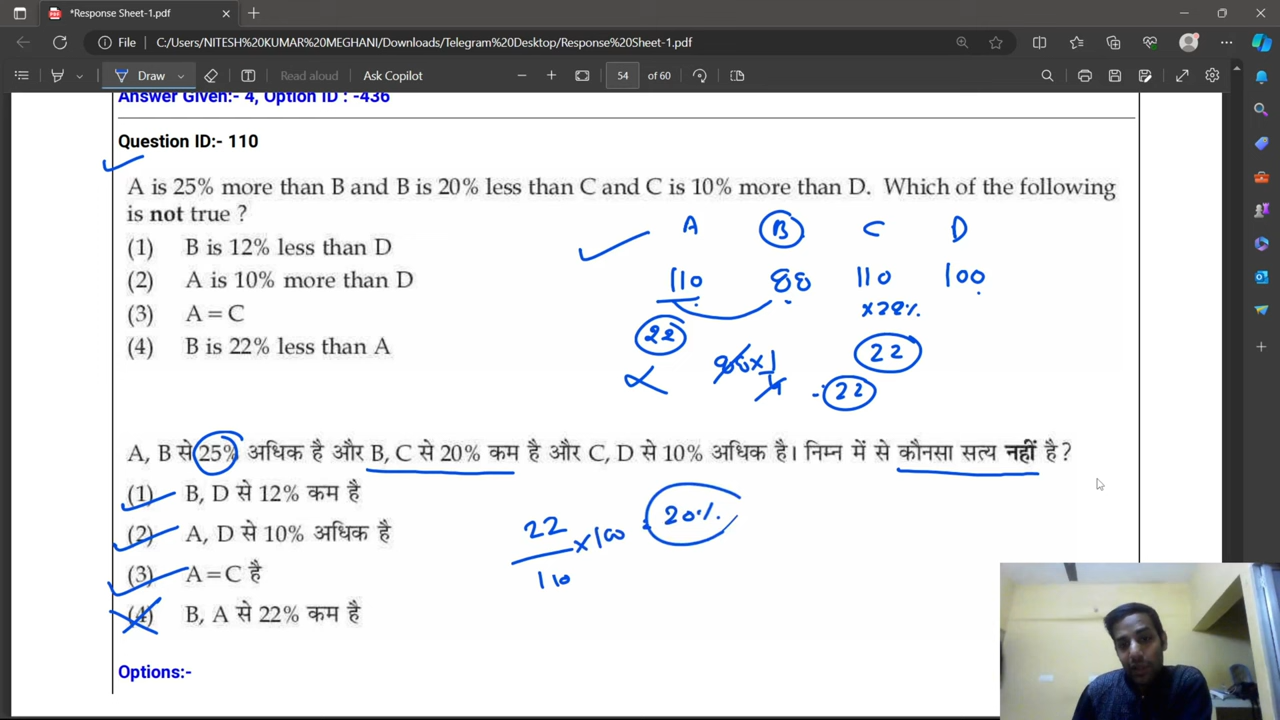 *Response Sheet-1.pdf
File C:/Users/NITESH%20KUMAR%20MEGHANI/Downloads/Telegram%20Desktop/Response%20Sheet-1.pdf
Draw Read aloud Ask Copilot 54 of 60
Answer Given:- 4, Option ID : -436
Question ID:- 110
A is 25% more than B and B is 20% less than C and C is 10% more than D. Which of the following
is not true ?
A B C D
(1) B is 12% less than D
(2) A is 10% more than D
110 88 110 100
(3) A = C
×20%
22
(4) B is 22% less than A
22
88×1/4 = 22
A, B से 25% अधिक है और B, C से 20% कम है और C, D से 10% अधिक है। निम्न में से कौनसा सत्य नहीं है?
(1) B, D से 12% कम है
(2) A, D से 10% अधिक है
22/110 ×100 = 20%
(3) A = C है
(4) B, A से 22% कम है
Options:-